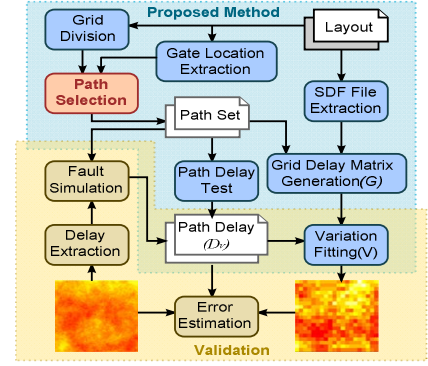 Proposed Method
Grid
Division
Layout
Gate Location
Extraction
Path
Selection
SDF File
Extraction
Path Set
Fault
Simulation
Path Delay
Test
Grid Delay Matrix
Generation(G)
Delay
Extraction
Path Delay
(Dv)
Variation
Fitting(V)
Error
Estimation
Validation